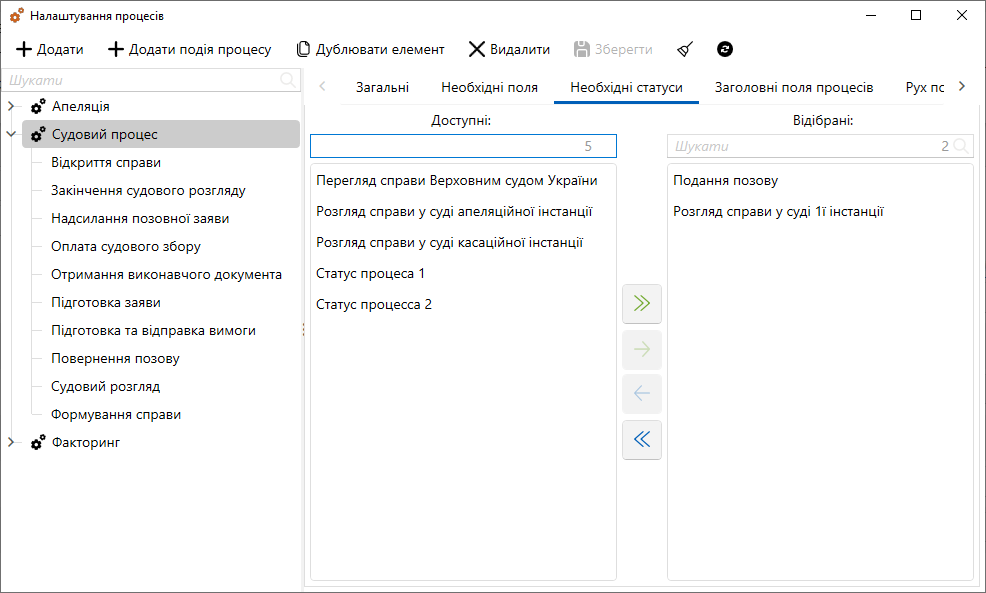 Налаштування процесів
Додати Додати подія процесу Дублювати елемент Видалити Зберегти
Шукати
Апеляція
Судовий процес
Відкриття справи
Закінчення судового розгляду
Надсилання позовної заяви
Оплата судового збору
Отримання виконавчого документа
Підготовка заяви
Підготовка та відправка вимоги
Повернення позову
Судовий розгляд
Формування справи
Факторинг
Загальні Необхідні поля Необхідні статуси Заголовні поля процесів Рух пс
Доступні:
5
Перегляд справи Верховним судом України
Розгляд справи у суді апеляційної інстанції
Розгляд справи у суді касаційної інстанції
Статус процеса 1
Статус процесса 2
Відібрані:
Шукати 2
Подання позову
Розгляд справи у суді 1ї інстанції